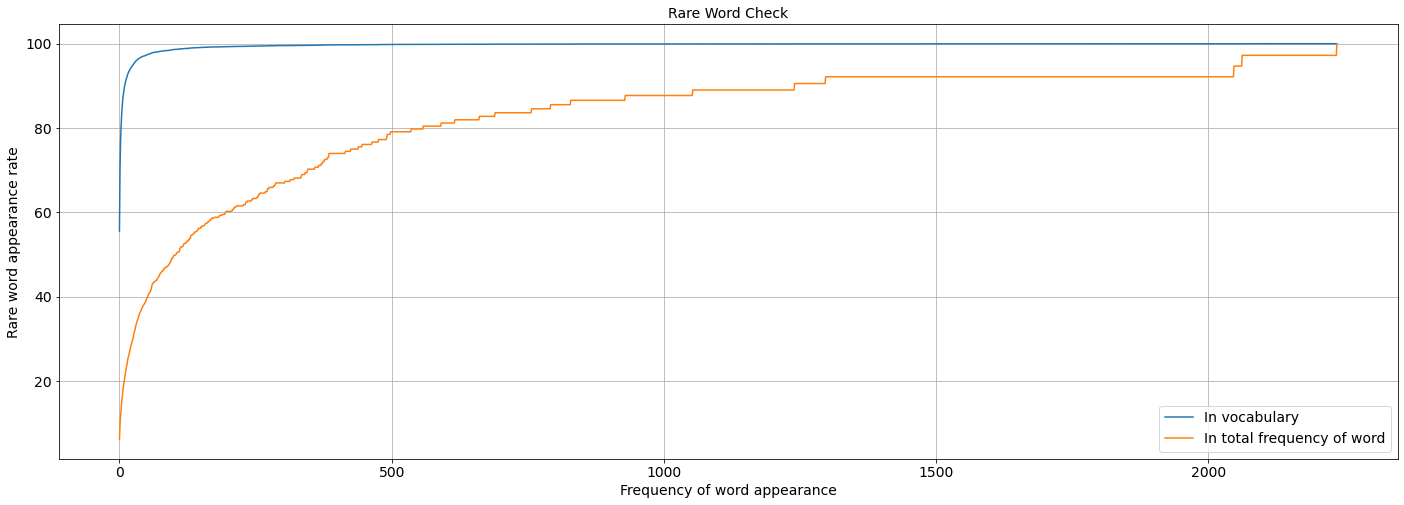 Rare Word Check
Rare word appearance rate
100
80
60
40
20
0 500 1000 1500 2000
Frequency of word appearance
In vocabulary
In total frequency of word